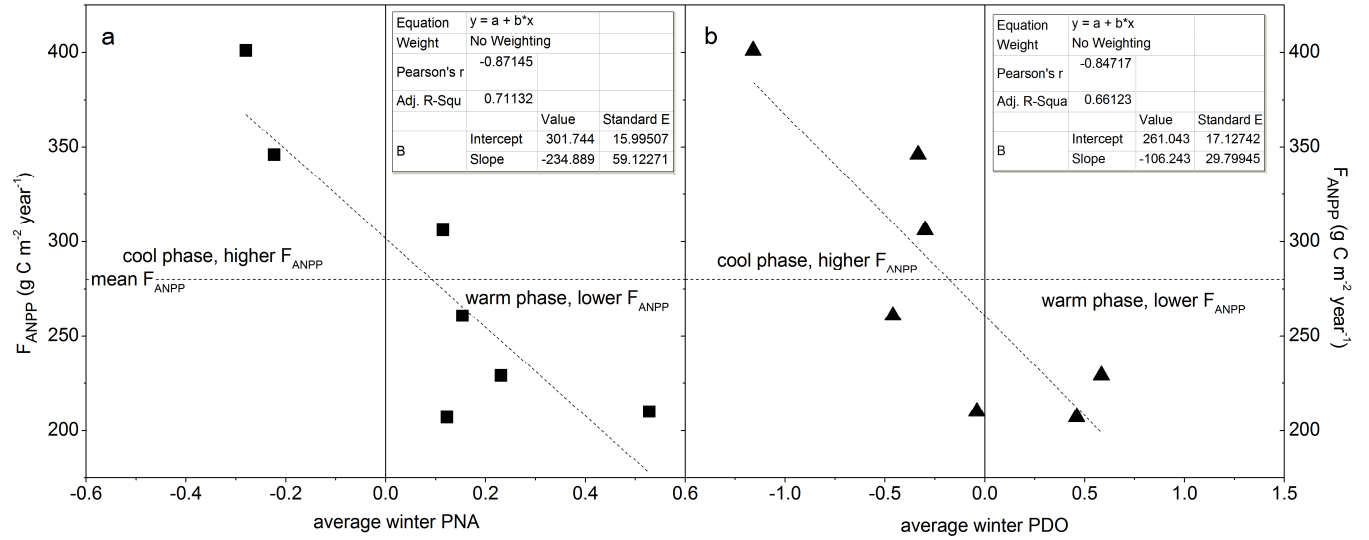 a
Equation y = a + b*x
Weight No Weighting
Pearson's r -0.87145
Adj. R-Squ 0.71132
Value Standard E
B Intercept 301.744 15.99507
Slope -234.889 59.12271
cool phase, higher F_ANPP
mean F_ANPP
warm phase, lower F_ANPP
400
350
300
250
200
F_ANPP (g C m⁻² year⁻¹)
-0.6 -0.4 -0.2 0.0 0.2 0.4 0.6
average winter PNA
b
Equation y = a + b*x
Weight No Weighting
Pearson's r -0.84717
Adj. R-Squa 0.66123
Value Standard E
B Intercept 261.043 17.12742
Slope -106.243 29.79945
cool phase, higher F_ANPP
warm phase, lower F_ANPP
400
350
300
250
200
F_ANPP (g C m⁻² year⁻¹)
-1.0 -0.5 0.0 0.5 1.0 1.5
average winter PDO